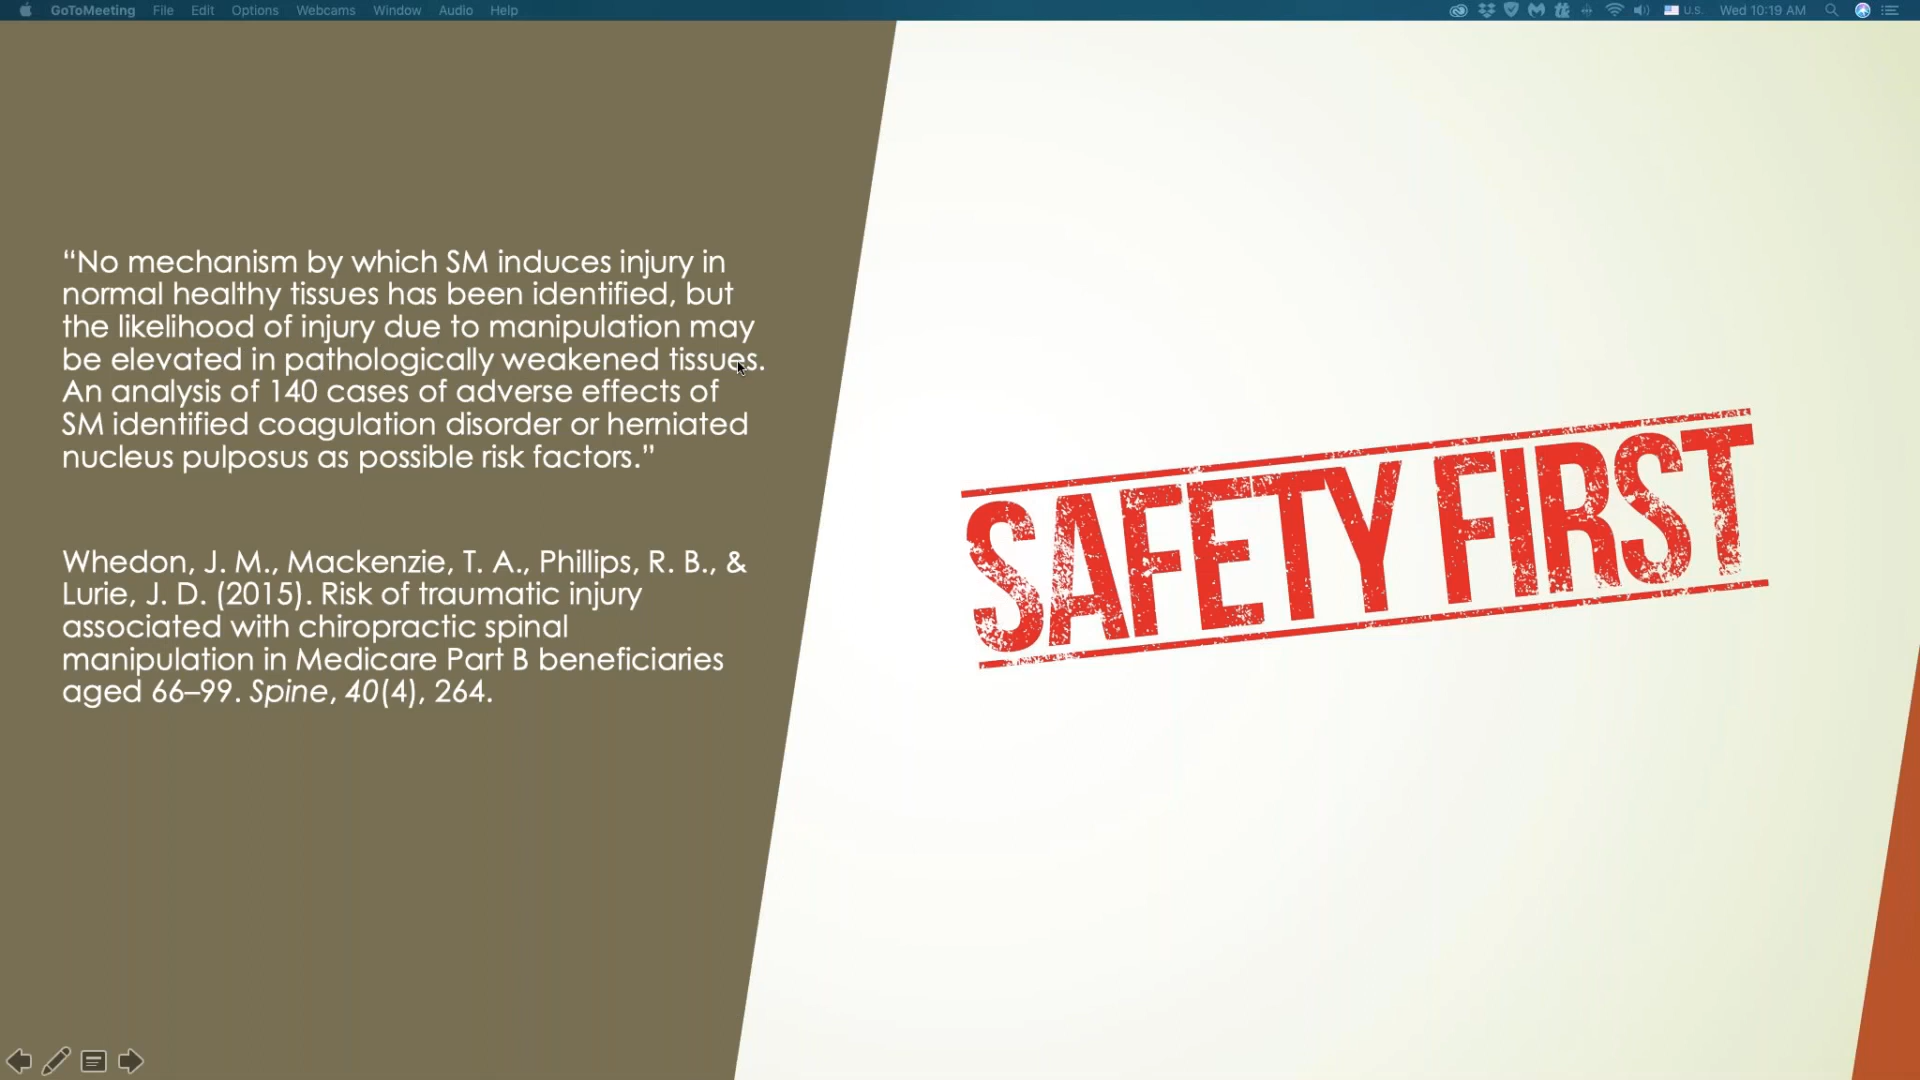 GoToMeeting File Edit Options Webcams Window Audio Help U.S. Wed 10:19 AM
“No mechanism by which SM induces injury in
normal healthy tissues has been identified, but
the likelihood of injury due to manipulation may
be elevated in pathologically weakened tissues.
An analysis of 140 cases of adverse effects of
SM identified coagulation disorder or herniated
nucleus pulposus as possible risk factors.”
Whedon, J. M., Mackenzie, T. A., Phillips, R. B., &
Lurie, J. D. (2015). Risk of traumatic injury
associated with chiropractic spinal
manipulation in Medicare Part B beneficiaries
aged 66–99. Spine, 40(4), 264.
SAFETY FIRST